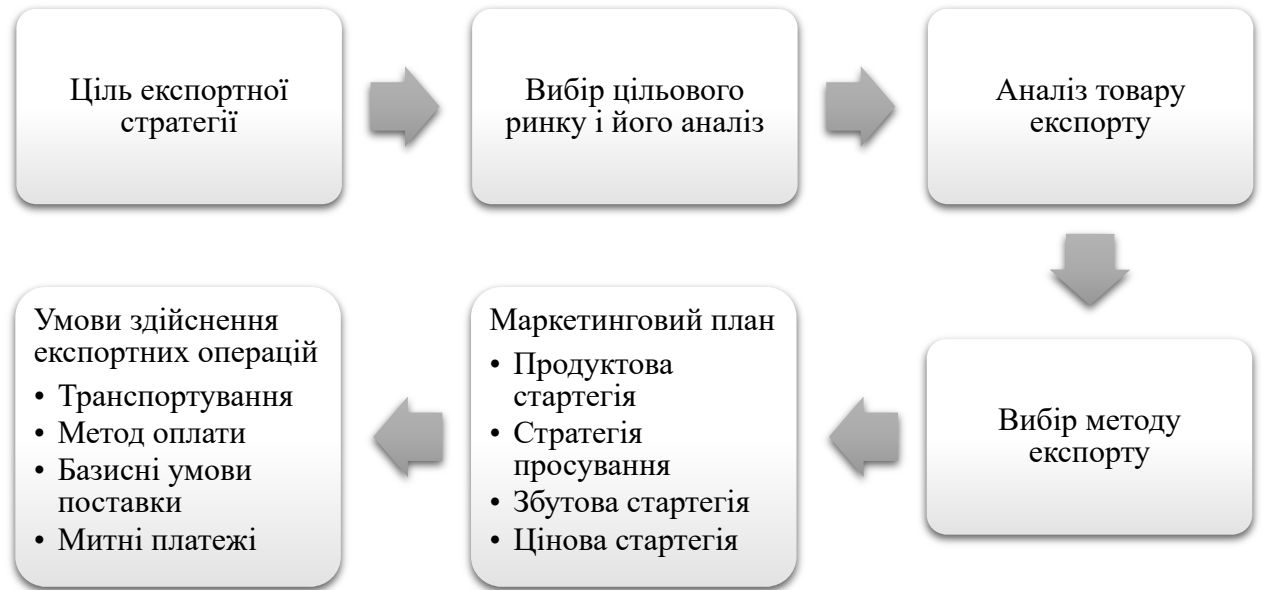 Ціль експортної
стратегії
Вибір цільового
ринку і його аналіз
Аналіз товару
експорту
Вибір методу
експорту
Маркетинговий план
• Продуктова
стартегія
• Стратегія
просування
• Збутова стартегія
• Цінова стартегія
Умови здійснення
експортних операцій
• Транспортування
• Метод оплати
• Базисні умови
поставки
• Митні платежі